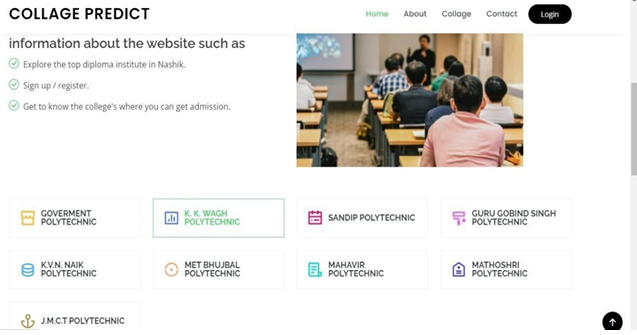 COLLAGE PREDICT
Home About Collage Contact Login
information about the website such as
Explore the top diploma institute in Nashik.
Sign up / register.
Get to know the college's where you can get admission.
GOVERMENT
POLYTECHNIC
K. K. WAGH
POLYTECHNIC
SANDIP POLYTECHNIC
GURU GOBIND SINGH
POLYTECHNIC
K.V.N. NAIK
POLYTECHNIC
MET BHUJBAL
POLYTECHNIC
MAHAVIR
POLYTECHNIC
MATHOSHRI
POLYTECHNIC
J.M.C.T POLYTECHNIC